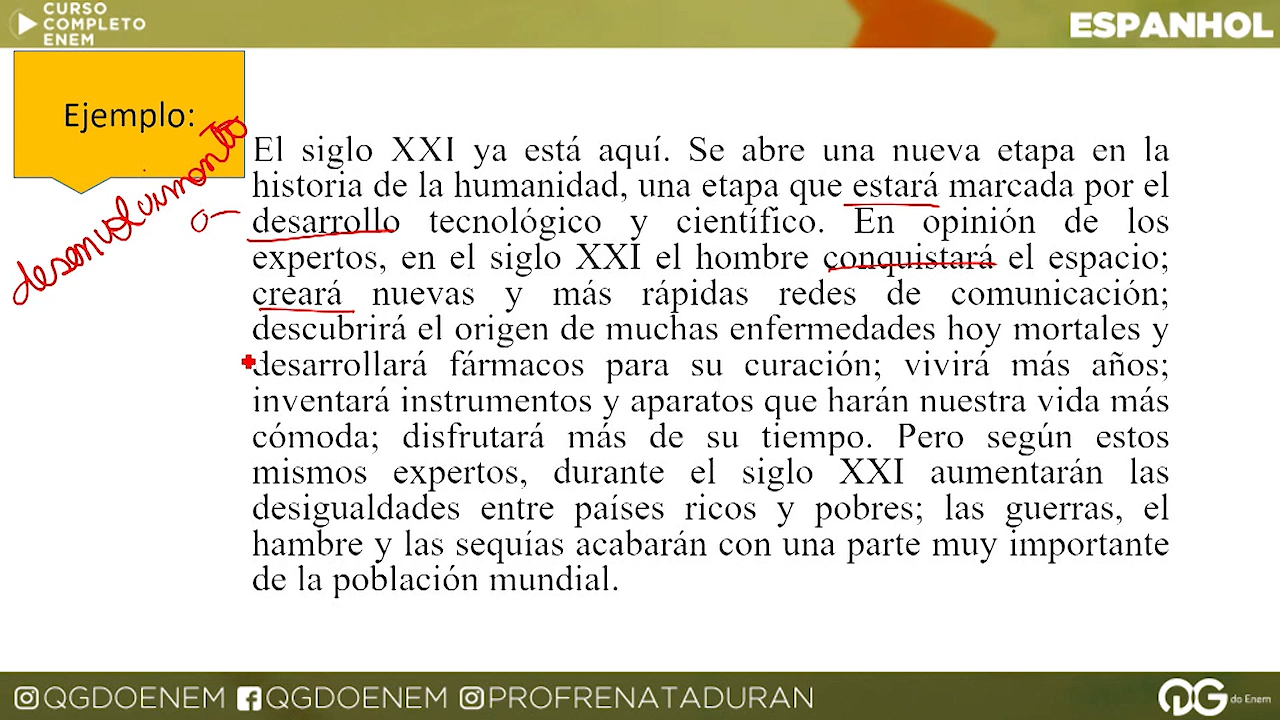 CURSO
COMPLETO
ENEM
ESPANHOL
Ejemplo:
desenvolvimento
o
El siglo XXI ya está aquí. Se abre una nueva etapa en la
historia de la humanidad, una etapa que estará marcada por el
desarrollo tecnológico y científico. En opinión de los
expertos, en el siglo XXI el hombre conquistará el espacio;
creará nuevas y más rápidas redes de comunicación;
descubrirá el origen de muchas enfermedades hoy mortales y
desarrollará fármacos para su curación; vivirá más años;
inventará instrumentos y aparatos que harán nuestra vida más
cómoda; disfrutará más de su tiempo. Pero según estos
mismos expertos, durante el siglo XXI aumentarán las
desigualdades entre países ricos y pobres; las guerras, el
hambre y las sequías acabarán con una parte muy importante
de la población mundial.
@QGDOENEM QGDOENEM @PROFRENATADURAN
QG do Enem